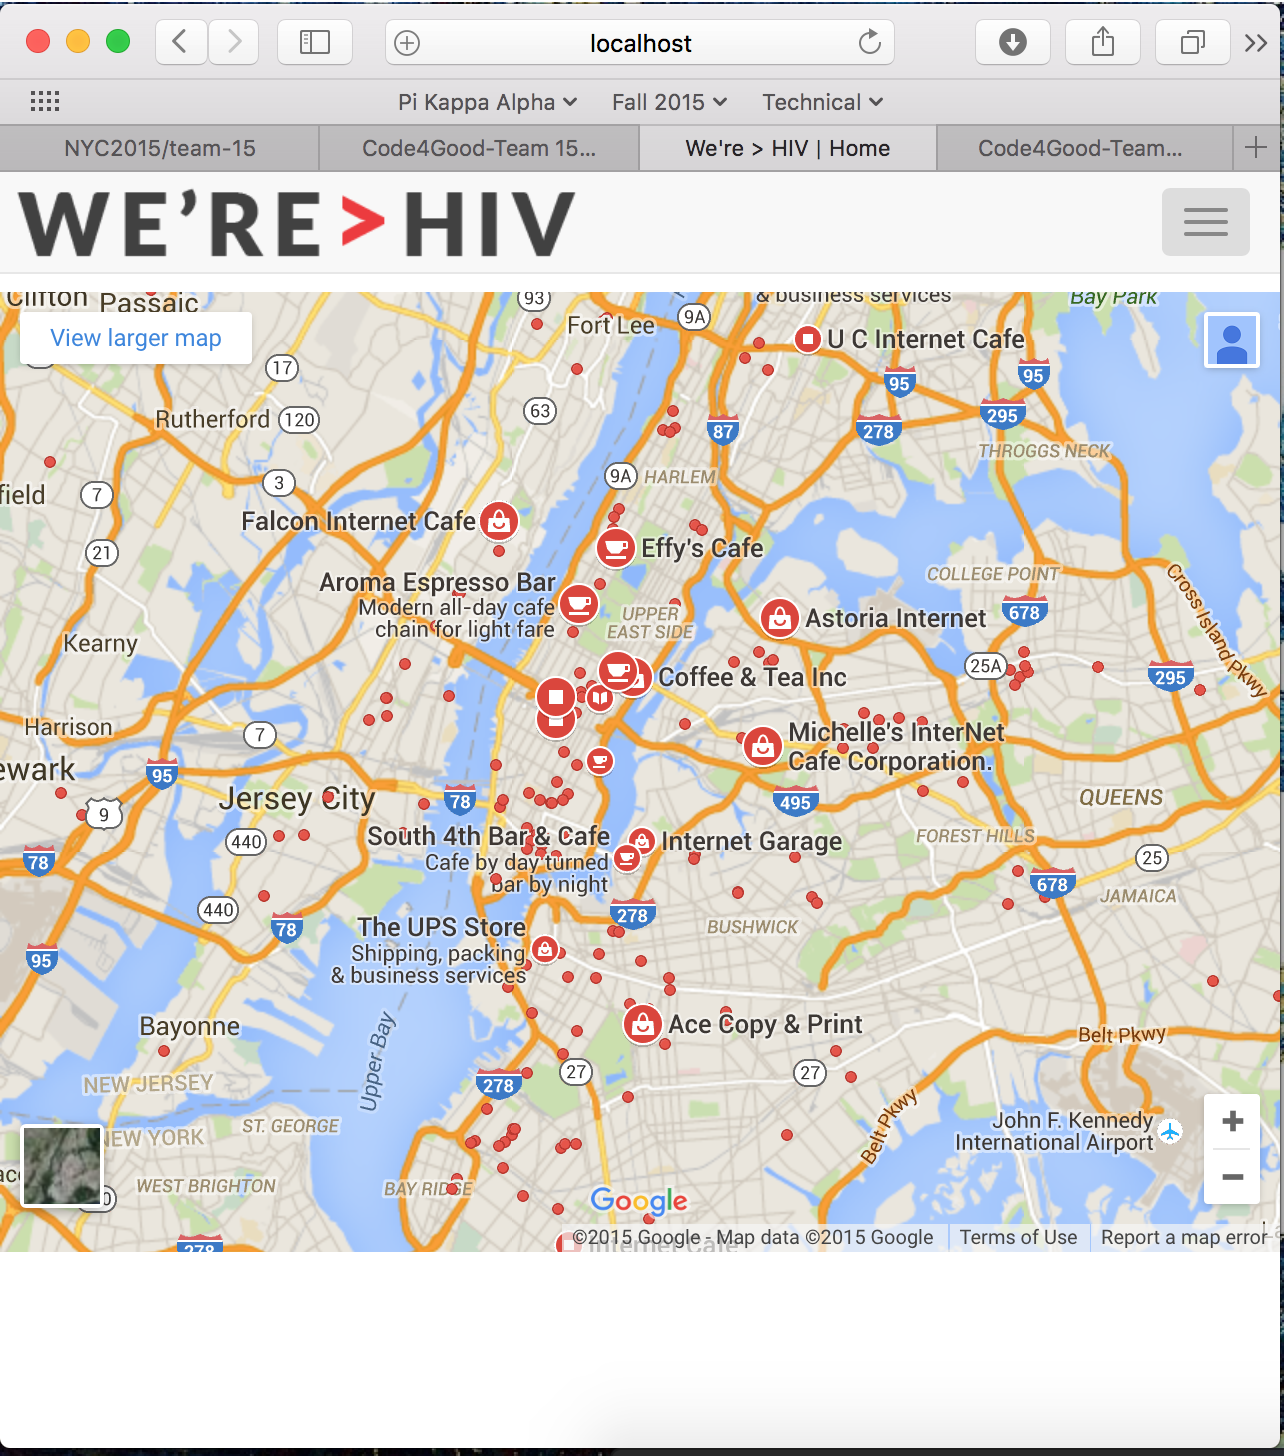 localhost
Pi Kappa Alpha
Fall 2015
Technical
NYC2015/team-15
Code4Good-Team 15...
We're > HIV | Home
Code4Good-Team...
WE'RE>HIV
Clifton
Passaic
93
Fort Lee
9A
& business services
Bay Park
View larger map
U C Internet Cafe
17
95
95
63
Rutherford
120
87
278
295
THROGGS NECK
9A
HARLEM
3
7
field
Falcon Internet Cafe
21
Effy's Cafe
COLLEGE POINT
Cross Island Pkwy
Aroma Espresso Bar
Modern all-day cafe
chain for light fare
UPPER
EAST SIDE
Astoria Internet
678
Kearny
25A
295
Coffee & Tea Inc
Harrison
7
Michelle's InterNet
Cafe Corporation.
ewark
95
9
Jersey City
78
495
QUEENS
440
South 4th Bar & Cafe
Cafe by day turned
bar by night
Internet Garage
FOREST HILLS
25
78
678
JAMAICA
440
78
278
BUSHWICK
95
The UPS Store
Shipping, packing
& business services
Bayonne
Ace Copy & Print
Belt Pkwy
Upper Bay
NEW JERSEY
278
27
27
Belt Pkwy
NEW YORK
ST. GEORGE
John F. Kennedy
International Airport
WEST BRIGHTON
BAY RIDGE
Google
278
Internet Cafe
©2015 Google - Map data ©2015 Google
Terms of Use
Report a map error